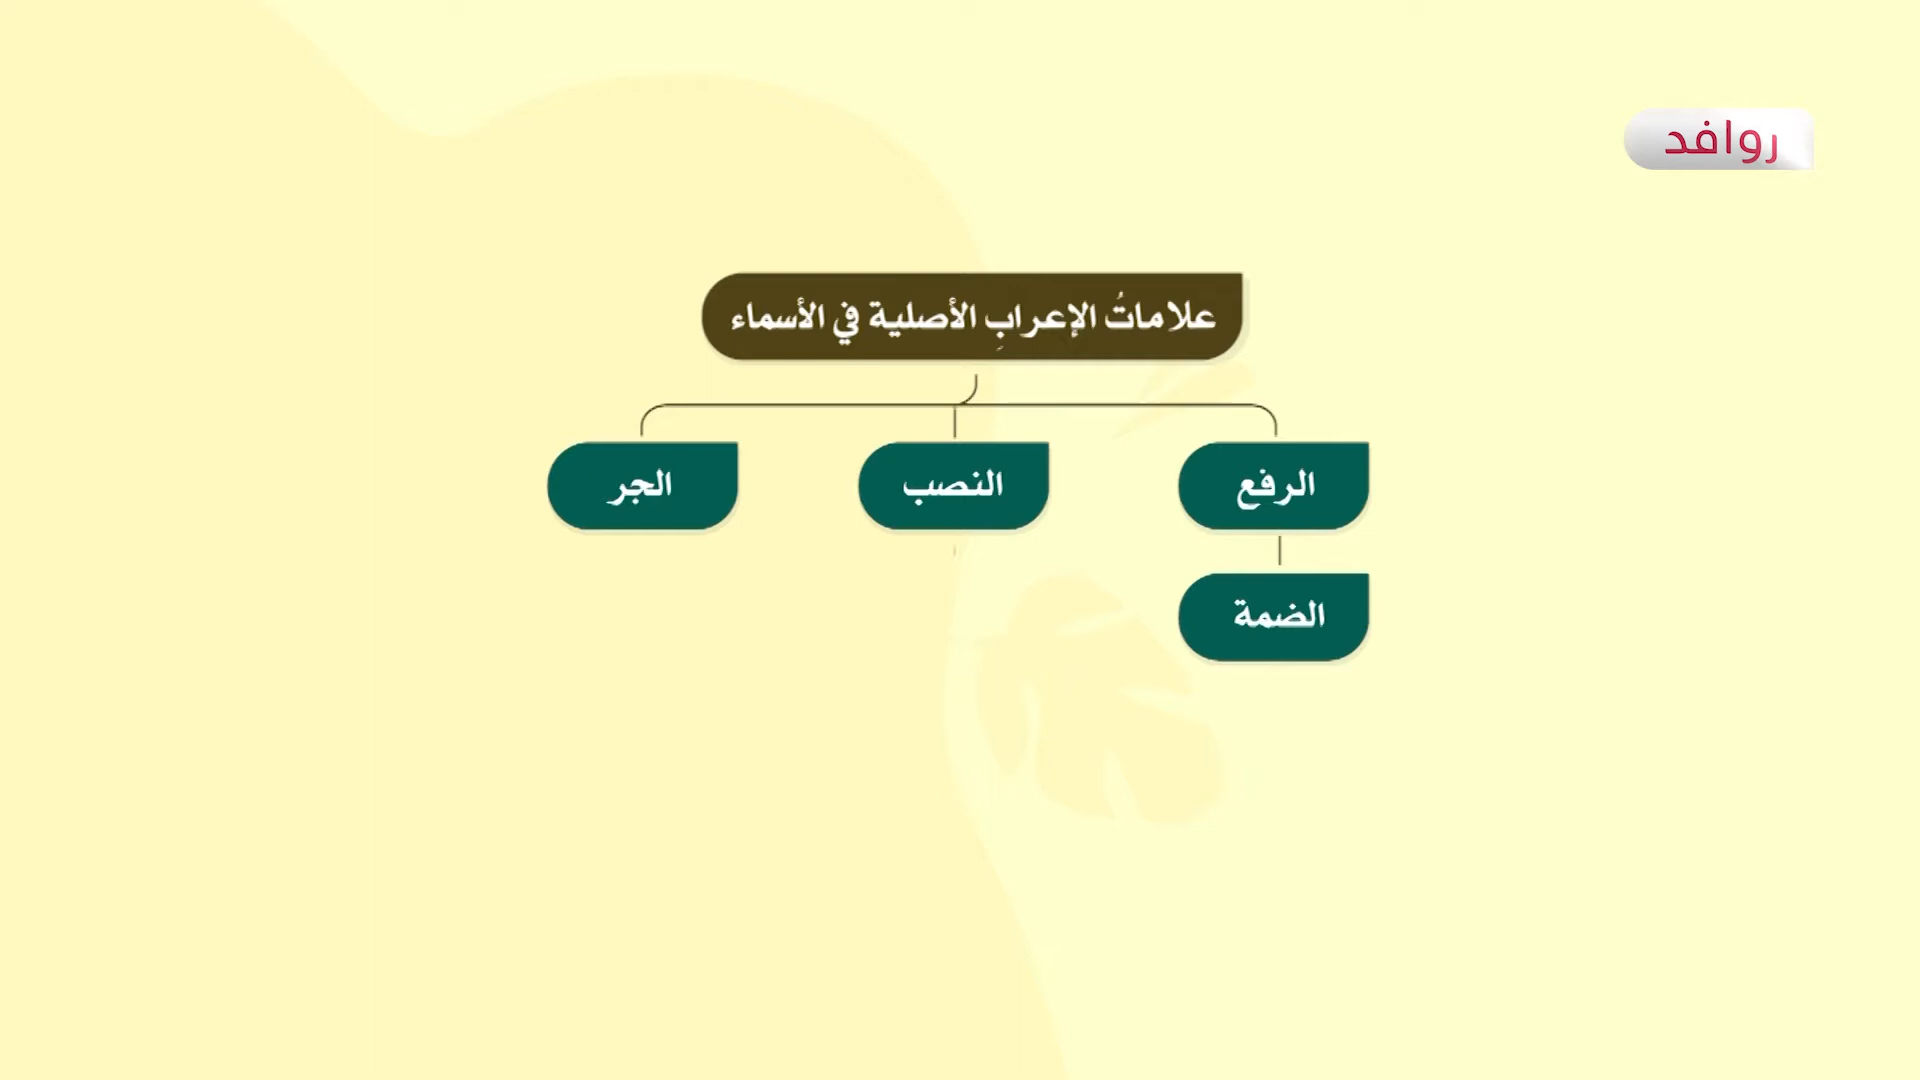 روافد
علاماتُ الإعرابِ الأصلية في الأسماء
الرفع
النصب
الجر
الضمة